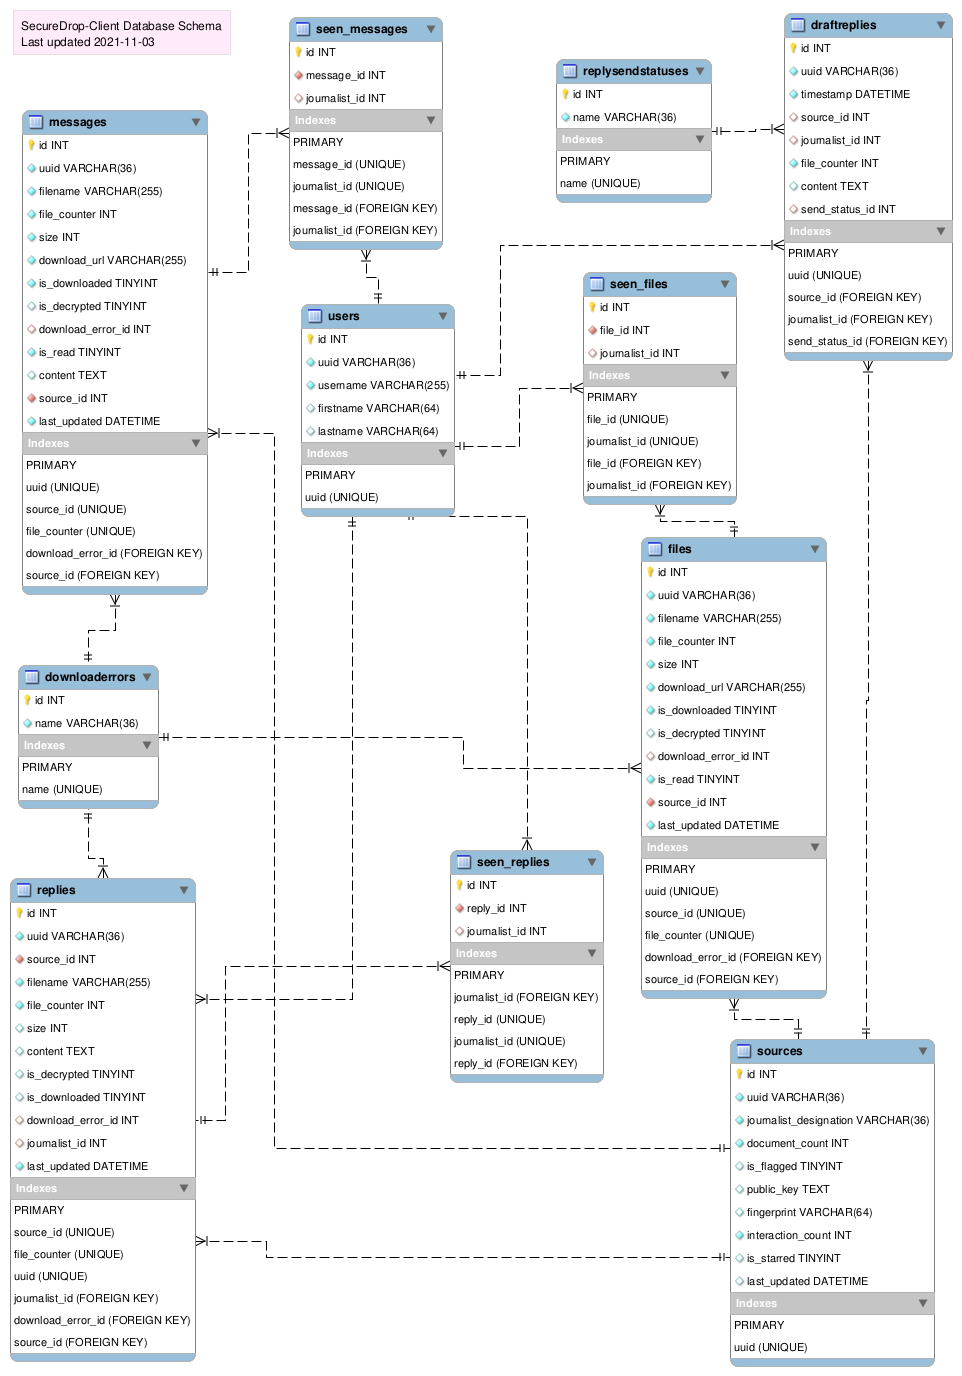 SecureDrop-Client Database Schema
Last updated 2021-11-03
seen_messages
id INT
message_id INT
journalist_id INT
Indexes
PRIMARY
message_id (UNIQUE)
journalist_id (UNIQUE)
message_id (FOREIGN KEY)
journalist_id (FOREIGN KEY)
replysendstatuses
id INT
name VARCHAR(36)
Indexes
PRIMARY
name (UNIQUE)
draftreplies
id INT
uuid VARCHAR(36)
timestamp DATETIME
source_id INT
journalist_id INT
file_counter INT
content TEXT
send_status_id INT
Indexes
PRIMARY
uuid (UNIQUE)
source_id (FOREIGN KEY)
journalist_id (FOREIGN KEY)
send_status_id (FOREIGN KEY)
messages
id INT
uuid VARCHAR(36)
filename VARCHAR(255)
file_counter INT
size INT
download_url VARCHAR(255)
is_downloaded TINYINT
is_decrypted TINYINT
download_error_id INT
is_read TINYINT
content TEXT
source_id INT
last_updated DATETIME
Indexes
PRIMARY
uuid (UNIQUE)
source_id (UNIQUE)
file_counter (UNIQUE)
download_error_id (FOREIGN KEY)
source_id (FOREIGN KEY)
users
id INT
uuid VARCHAR(36)
username VARCHAR(255)
firstname VARCHAR(64)
lastname VARCHAR(64)
Indexes
PRIMARY
uuid (UNIQUE)
seen_files
id INT
file_id INT
journalist_id INT
Indexes
PRIMARY
file_id (UNIQUE)
journalist_id (UNIQUE)
file_id (FOREIGN KEY)
journalist_id (FOREIGN KEY)
files
id INT
uuid VARCHAR(36)
filename VARCHAR(255)
file_counter INT
size INT
download_url VARCHAR(255)
is_downloaded TINYINT
is_decrypted TINYINT
download_error_id INT
is_read TINYINT
source_id INT
last_updated DATETIME
Indexes
PRIMARY
uuid (UNIQUE)
source_id (UNIQUE)
file_counter (UNIQUE)
download_error_id (FOREIGN KEY)
source_id (FOREIGN KEY)
downloaderrors
id INT
name VARCHAR(36)
Indexes
PRIMARY
name (UNIQUE)
replies
id INT
uuid VARCHAR(36)
source_id INT
filename VARCHAR(255)
file_counter INT
size INT
content TEXT
is_decrypted TINYINT
is_downloaded TINYINT
download_error_id INT
journalist_id INT
last_updated DATETIME
Indexes
PRIMARY
source_id (UNIQUE)
file_counter (UNIQUE)
uuid (UNIQUE)
journalist_id (FOREIGN KEY)
download_error_id (FOREIGN KEY)
source_id (FOREIGN KEY)
seen_replies
id INT
reply_id INT
journalist_id INT
Indexes
PRIMARY
journalist_id (FOREIGN KEY)
reply_id (UNIQUE)
journalist_id (UNIQUE)
reply_id (FOREIGN KEY)
sources
id INT
uuid VARCHAR(36)
journalist_designation VARCHAR(36)
document_count INT
is_flagged TINYINT
public_key TEXT
fingerprint VARCHAR(64)
interaction_count INT
is_starred TINYINT
last_updated DATETIME
Indexes
PRIMARY
uuid (UNIQUE)